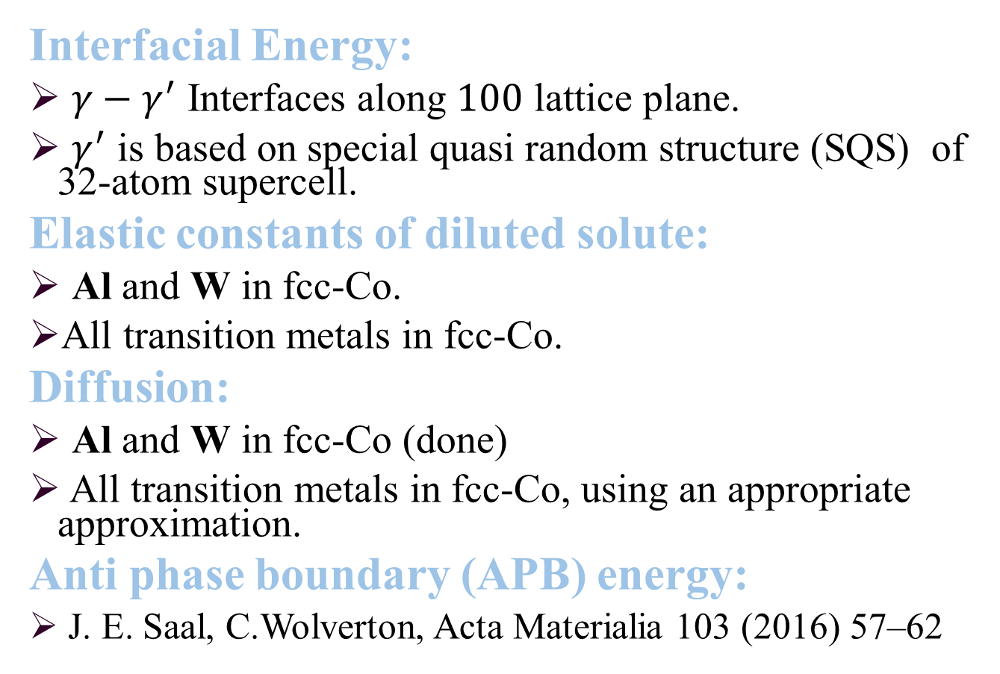 Interfacial Energy:
➢ γ − γ′ Interfaces along 100 lattice plane.
➢ γ′ is based on special quasi random structure (SQS) of
32-atom supercell.
Elastic constants of diluted solute:
➢ Al and W in fcc-Co.
➢All transition metals in fcc-Co.
Diffusion:
➢ Al and W in fcc-Co (done)
➢ All transition metals in fcc-Co, using an appropriate
approximation.
Anti phase boundary (APB) energy:
➢ J. E. Saal, C.Wolverton, Acta Materialia 103 (2016) 57–62